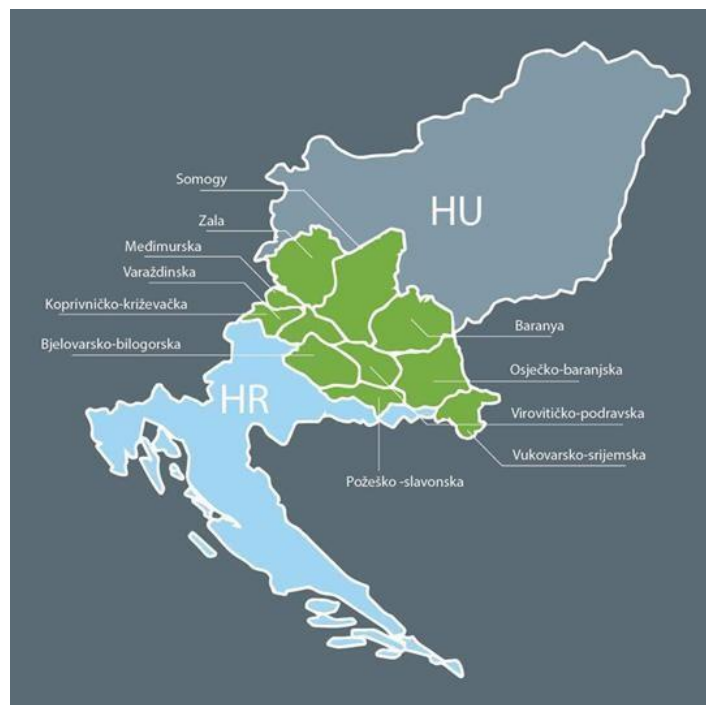 Somogy
HU
Zala
Međimurska
Varaždinska
Koprivničko-križevačka
Baranya
Bjelovarsko-bilogorska
Osječko-baranjska
HR
Virovitičko-podravska
Vukovarsko-srijemska
Požeško -slavonska